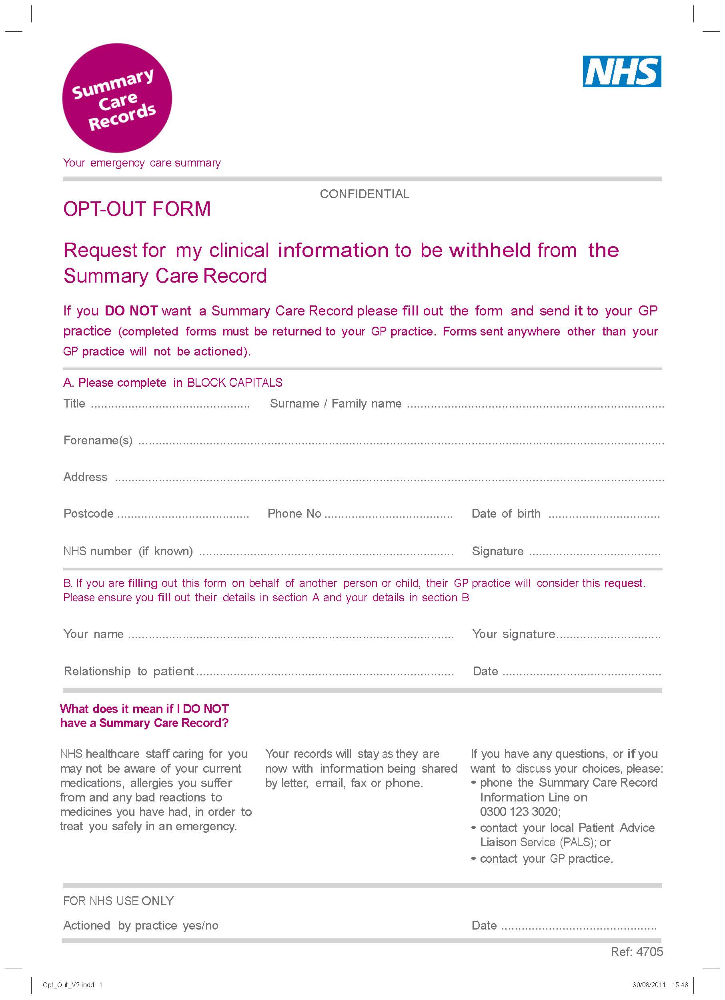 Summary
Care
Records
NHS
Your emergency care summary
CONFIDENTIAL
OPT-OUT FORM
Request for my clinical information to be withheld from the
Summary Care Record
If you DO NOT want a Summary Care Record please fill out the form and send it to your GP
practice (completed forms must be returned to your GP practice. Forms sent anywhere other than your
GP practice will not be actioned).
A. Please complete in BLOCK CAPITALS
Title ............................................... Surname / Family name ............................................................................
Forename(s) ...........................................................................................................................................................
Address ..................................................................................................................................................................
Postcode ....................................... Phone No ...................................... Date of birth .................................
NHS number (if known) ........................................................................... Signature .......................................
B. If you are filling out this form on behalf of another person or child, their GP practice will consider this request.
Please ensure you fill out their details in section A and your details in section B
Your name ................................................................................................ Your signature...............................
Relationship to patient............................................................................ Date ...............................................
What does it mean if I DO NOT
have a Summary Care Record?
NHS healthcare staff caring for you
may not be aware of your current
medications, allergies you suffer
from and any bad reactions to
medicines you have had, in order to
treat you safely in an emergency.
Your records will stay as they are
now with information being shared
by letter, email, fax or phone.
If you have any questions, or if you
want to discuss your choices, please:
• phone the Summary Care Record
Information Line on
0300 123 3020;
• contact your local Patient Advice
Liaison Service (PALS); or
• contact your GP practice.
FOR NHS USE ONLY
Actioned by practice yes/no Date ..............................................
Ref: 4705
Opt_Out_V2.indd 1 30/08/2011 15:48